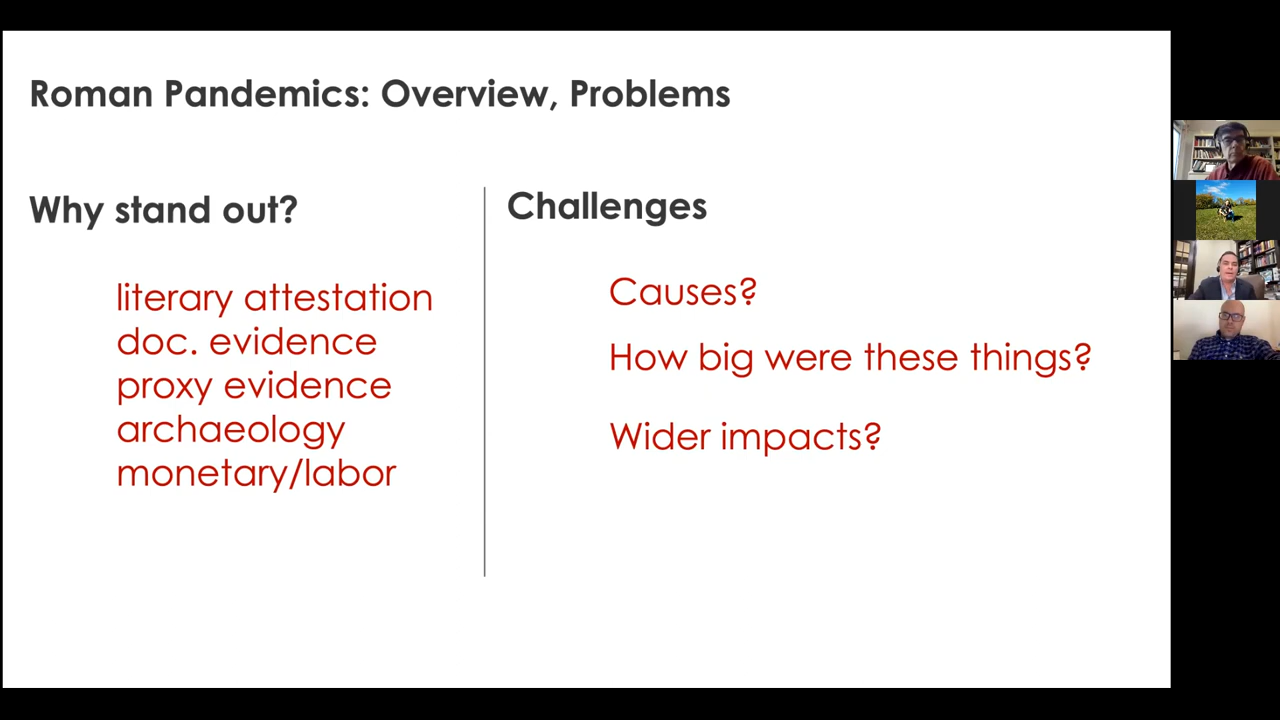 Roman Pandemics: Overview, Problems
Why stand out?
literary attestation
doc. evidence
proxy evidence
archaeology
monetary/labor
Challenges
Causes?
How big were these things?
Wider impacts?